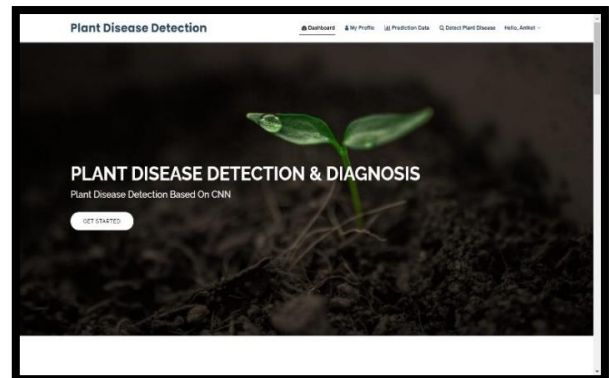 Plant Disease Detection
Dashboard My Profile Prediction Data Detect Plant Disease Hello, Aniket
PLANT DISEASE DETECTION & DIAGNOSIS
Plant Disease Detection Based On CNN
GET STARTED